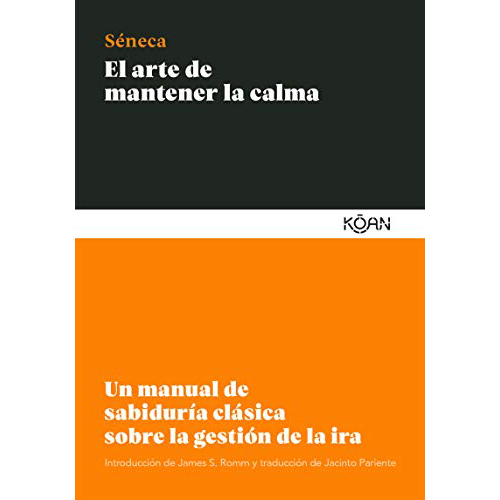 Séneca
El arte de
mantener la calma
KŌAN
Un manual de
sabiduría clásica
sobre la gestión de la ira
Introducción de James S. Romm y traducción de Jacinto Pariente